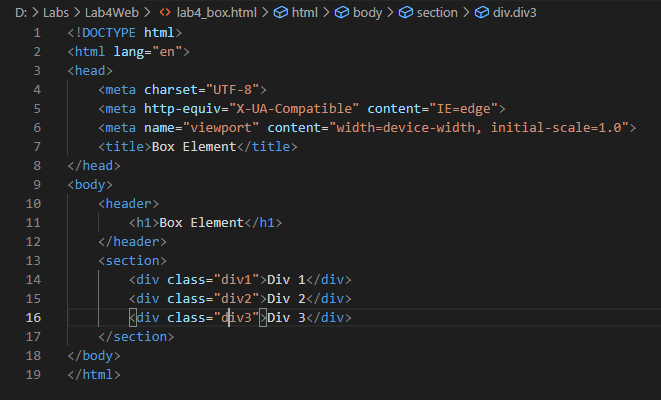 D: > Labs > Lab4Web > <> lab4_box.html > html > body > section > div.div3
1 <!DOCTYPE html>
2 <html lang="en">
3 <head>
4     <meta charset="UTF-8">
5     <meta http-equiv="X-UA-Compatible" content="IE=edge">
6     <meta name="viewport" content="width=device-width, initial-scale=1.0">
7     <title>Box Element</title>
8 </head>
9 <body>
10     <header>
11         <h1>Box Element</h1>
12     </header>
13     <section>
14         <div class="div1">Div 1</div>
15         <div class="div2">Div 2</div>
16         <div class="div3">Div 3</div>
17     </section>
18 </body>
19 </html>